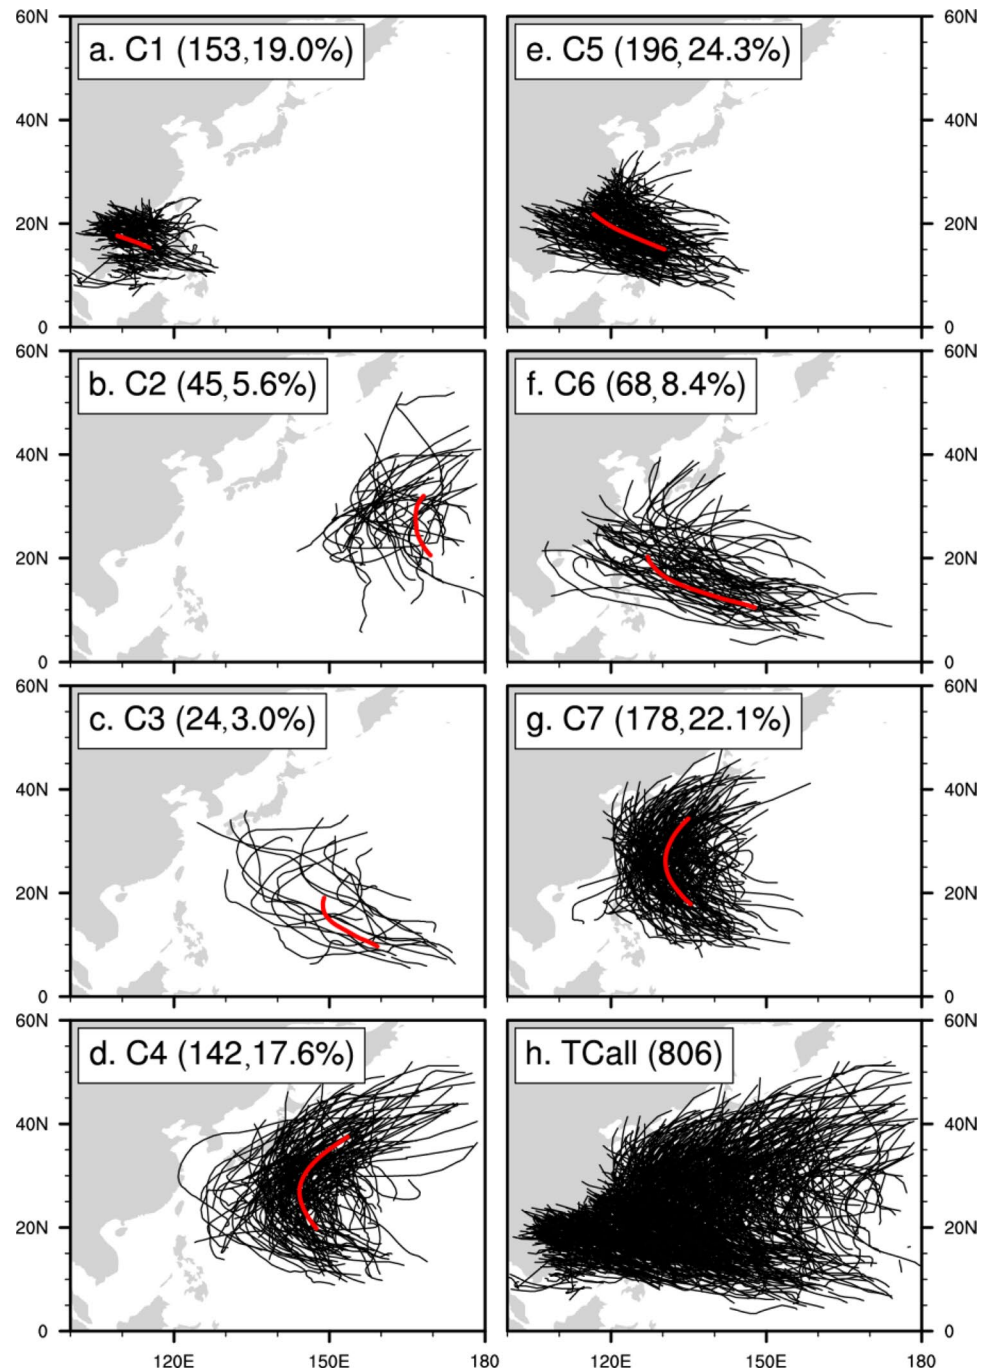 60N
a. C1 (153,19.0%)
e. C5 (196,24.3%)
60N
40N
40N
20N
20N
0
0
60N
b. C2 (45,5.6%)
f. C6 (68,8.4%)
60N
40N
40N
20N
20N
0
0
60N
c. C3 (24,3.0%)
g. C7 (178,22.1%)
60N
40N
40N
20N
20N
0
0
60N
d. C4 (142,17.6%)
h. TCall (806)
60N
40N
40N
20N
20N
0
0
120E 150E 180 120E 150E 180